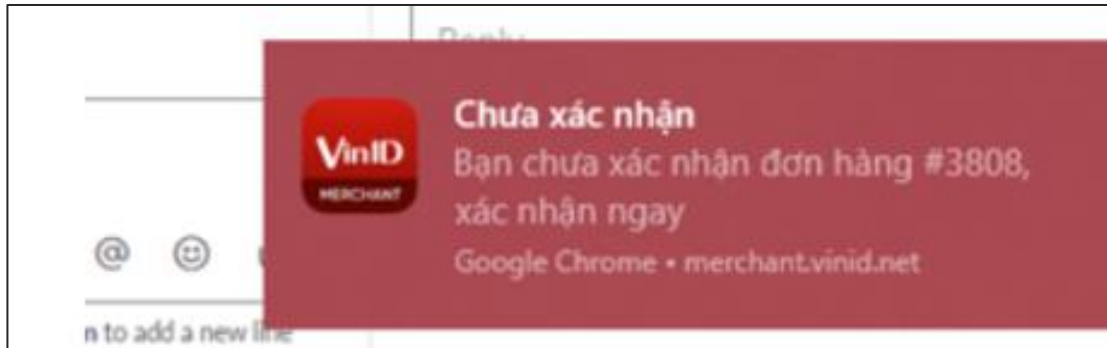 Reply
VinID
MERCHANT
Chưa xác nhận
Bạn chưa xác nhận đơn hàng #3808,
xác nhận ngay
Google Chrome • merchant.vinid.net
@
n to add a new line